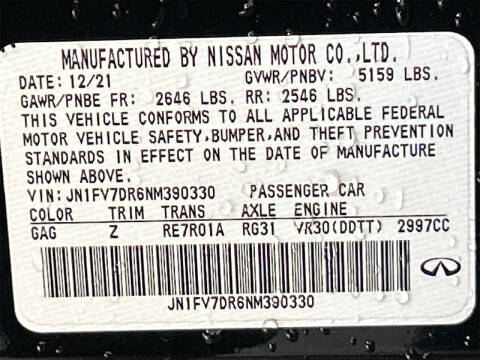 MANUFACTURED BY NISSAN MOTOR CO.,LTD.
DATE: 12/21 GVWR/PNBV: 5159 LBS.
GAWR/PNBE FR: 2646 LBS. RR: 2546 LBS.
THIS VEHICLE CONFORMS TO ALL APPLICABLE FEDERAL
MOTOR VEHICLE SAFETY,BUMPER,AND THEFT PREVENTION
STANDARDS IN EFFECT ON THE DATE OF MANUFACTURE
SHOWN ABOVE.
VIN:JN1FV7DR6NM390330 PASSENGER CAR
COLOR TRIM TRANS AXLE ENGINE
GAG Z RE7R01A RG31 VR30(DDTT) 2997CC
JN1FV7DR6NM390330